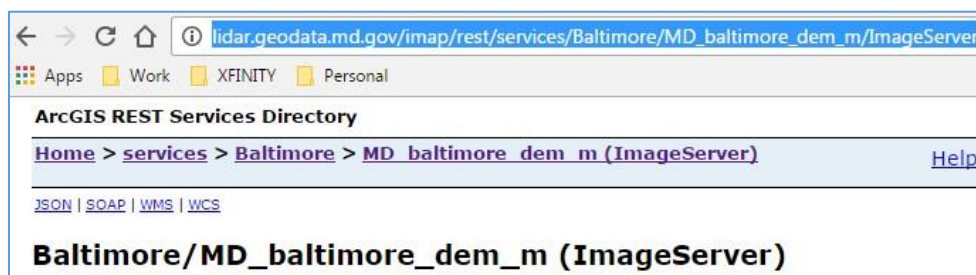 lidar.geodata.md.gov/imap/rest/services/Baltimore/MD_baltimore_dem_m/ImageServer
Apps Work XFINITY Personal
ArcGIS REST Services Directory
Home > services > Baltimore > MD_baltimore_dem_m (ImageServer) Help
JSON | SOAP | WMS | WCS
Baltimore/MD_baltimore_dem_m (ImageServer)